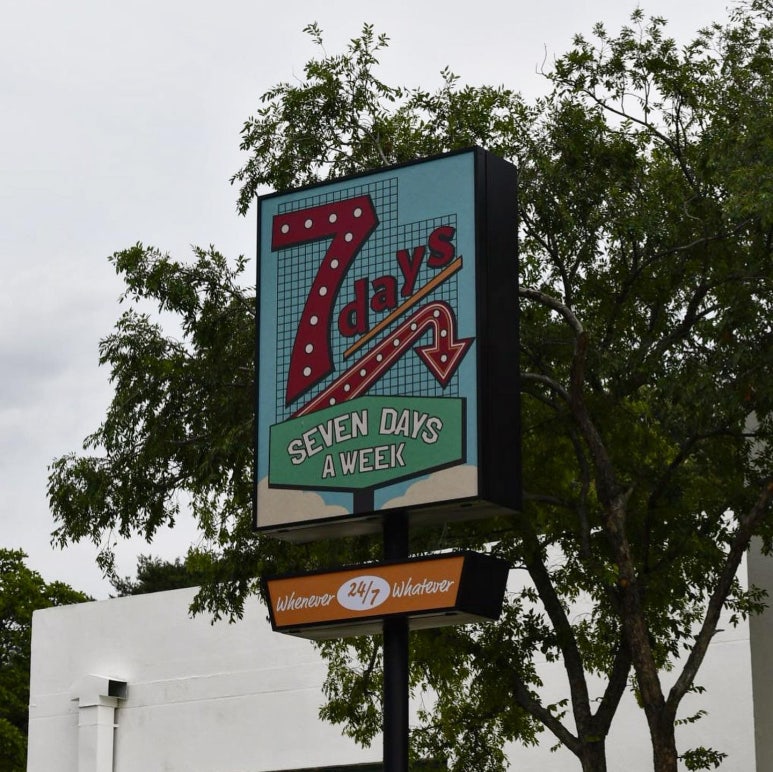 7
days
SEVEN DAYS
A WEEK
Whenever 24/7 Whatever